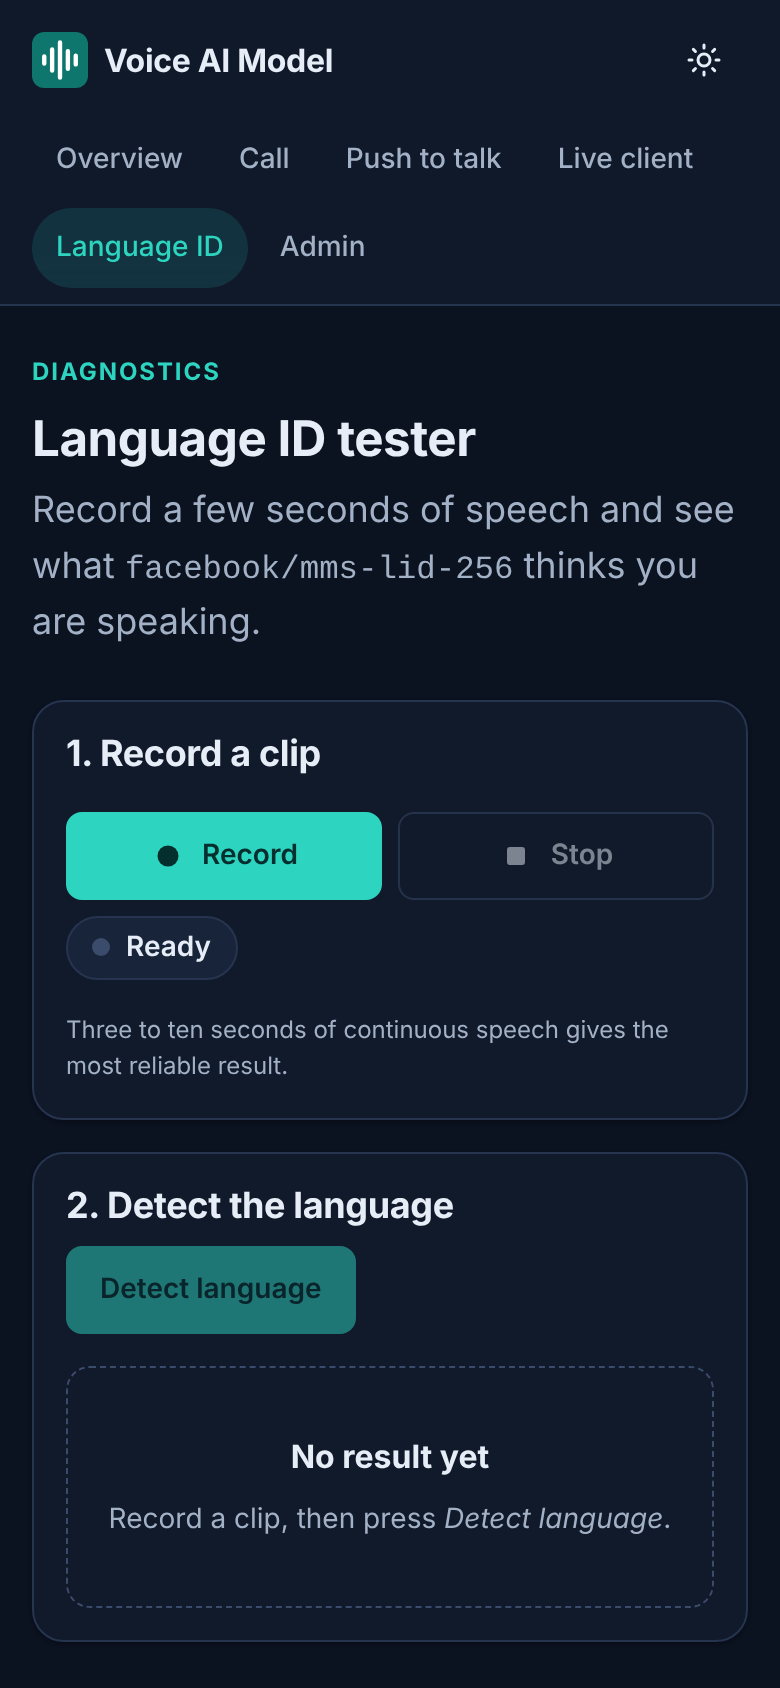 Voice AI Model
Overview Call Push to talk Live client
Language ID Admin
DIAGNOSTICS
Language ID tester
Record a few seconds of speech and see
what facebook/mms-lid-256 thinks you
are speaking.
1. Record a clip
Record Stop
Ready
Three to ten seconds of continuous speech gives the
most reliable result.
2. Detect the language
Detect language
No result yet
Record a clip, then press Detect language.